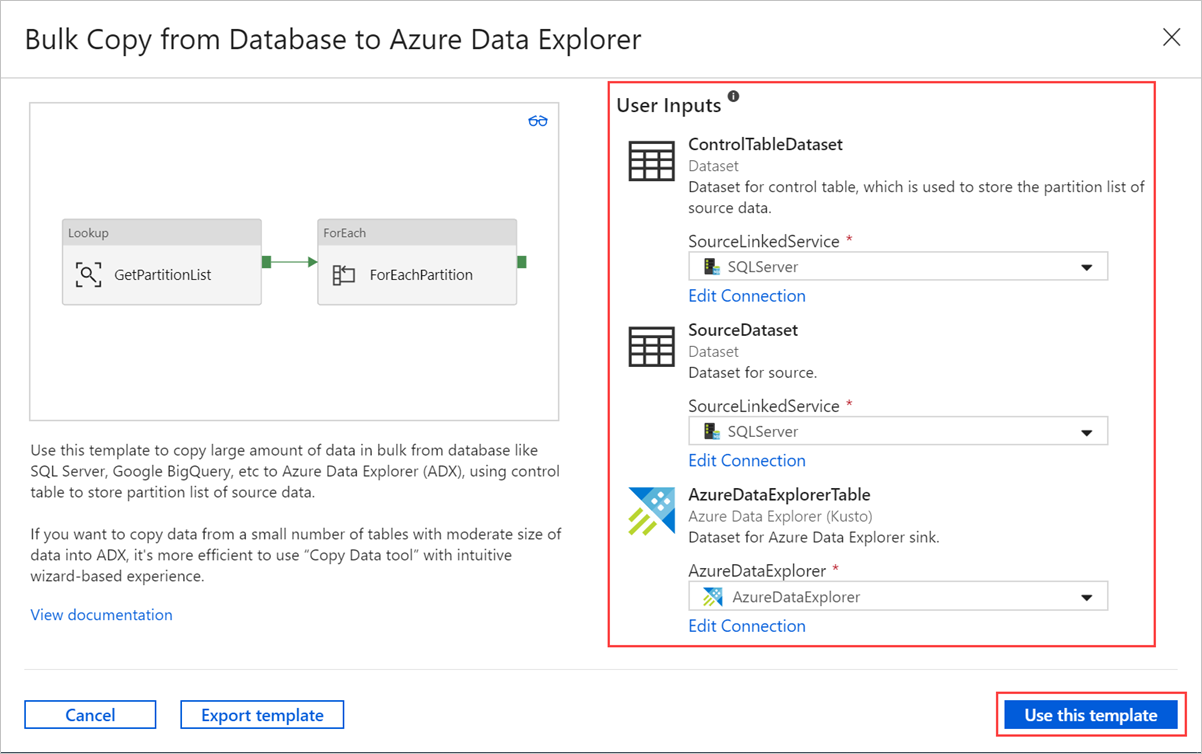 Bulk Copy from Database to Azure Data Explorer
Lookup
GetPartitionList
ForEach
ForEachPartition
Use this template to copy large amount of data in bulk from database like
SQL Server, Google BigQuery, etc to Azure Data Explorer (ADX), using control
table to store partition list of source data.
If you want to copy data from a small number of tables with moderate size of
data into ADX, it's more efficient to use “Copy Data tool” with intuitive
wizard-based experience.
View documentation
User Inputs
ControlTableDataset
Dataset
Dataset for control table, which is used to store the partition list of
source data.
SourceLinkedService *
SQLServer
Edit Connection
SourceDataset
Dataset
Dataset for source.
SourceLinkedService *
SQLServer
Edit Connection
AzureDataExplorerTable
Azure Data Explorer (Kusto)
Dataset for Azure Data Explorer sink.
AzureDataExplorer *
AzureDataExplorer
Edit Connection
Cancel
Export template
Use this template